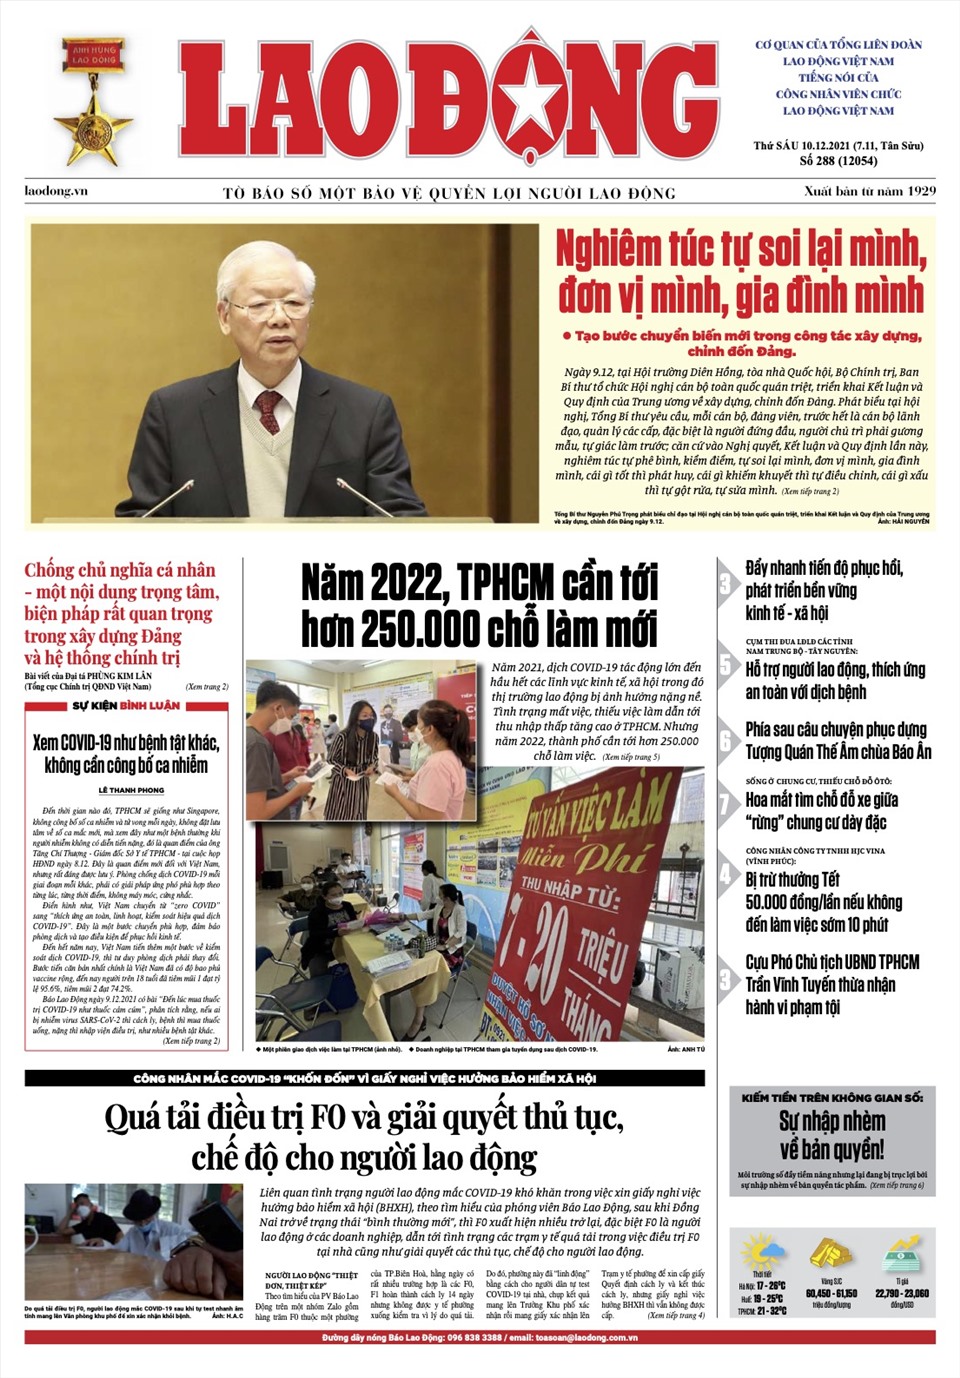 ANH HÙNG
LAO ĐỘNG
LAO ĐỘNG
CƠ QUAN CỦA TỔNG LIÊN ĐOÀN
LAO ĐỘNG VIỆT NAM
TIẾNG NÓI CỦA
CÔNG NHÂN VIÊN CHỨC
LAO ĐỘNG VIỆT NAM
Thứ SÁU 10.12.2021 (7.11, Tân Sửu)
Số 288 (12054)
laodong.vn
TỜ BÁO SỐ MỘT BẢO VỆ QUYỀN LỢI NGƯỜI LAO ĐỘNG
Xuất bản từ năm 1929
Nghiêm túc tự soi lại mình,
đơn vị mình, gia đình mình
● Tạo bước chuyển biến mới trong công tác xây dựng,
chỉnh đốn Đảng.
Ngày 9.12, tại Hội trường Diên Hồng, tòa nhà Quốc hội, Bộ Chính trị, Ban
Bí thư tổ chức Hội nghị cán bộ toàn quốc quán triệt, triển khai Kết luận và
Quy định của Trung ương về xây dựng, chỉnh đốn Đảng. Phát biểu tại hội
nghị, Tổng Bí thư yêu cầu, mỗi cán bộ, đảng viên, trước hết là cán bộ lãnh
đạo, quản lý các cấp, đặc biệt là người đứng đầu, người chủ trì phải gương
mẫu, tự giác làm trước; căn cứ vào Nghị quyết, Kết luận và Quy định lần này,
nghiêm túc tự phê bình, kiểm điểm, tự soi lại mình, đơn vị mình, gia đình
mình, cái gì tốt thì phát huy, cái gì khiếm khuyết thì tự điều chỉnh, cái gì xấu
thì tự gột rửa, tự sửa mình. (Xem tiếp trang 2)
Tổng Bí thư Nguyễn Phú Trọng phát biểu chỉ đạo tại Hội nghị cán bộ toàn quốc quán triệt, triển khai Kết luận và Quy định của Trung ương
về xây dựng, chỉnh đốn Đảng ngày 9.12. Ảnh: HẢI NGUYỄN
Chống chủ nghĩa cá nhân
- một nội dung trọng tâm,
biện pháp rất quan trọng
trong xây dựng Đảng
và hệ thống chính trị
Bài viết của Đại tá PHÙNG KIM LÂN
(Tổng cục Chính trị QĐND Việt Nam) (Xem trang 2)
SỰ KIỆN BÌNH LUẬN
Xem COVID-19 như bệnh tật khác,
không cần công bố ca nhiễm
LÊ THANH PHONG
Đến thời gian nào đó, TPHCM sẽ giống như Singapore,
không công bố số ca nhiễm và tử vong mỗi ngày, không đặt lưu
tâm về số ca mắc mới, mà xem đây như một bệnh thường khi
người nhiễm không có diễn tiến nặng, đó là quan điểm của ông
Tăng Chí Thượng - Giám đốc Sở Y tế TPHCM - tại cuộc họp
HĐND ngày 8.12. Đây là quan điểm mới đối với Việt Nam,
nhưng rất đáng được lưu ý. Phòng chống dịch COVID-19 mỗi
giai đoạn mỗi khác, phải có giải pháp ứng phó phù hợp theo
từng lúc, từng thời điểm, không máy móc, cứng nhắc.
Điển hình như, Việt Nam chuyển từ "zero COVID"
sang "thích ứng an toàn, linh hoạt, kiểm soát hiệu quả dịch
COVID-19". Đây là một bước chuyển phù hợp, đảm bảo
phòng dịch và tạo điều kiện để phục hồi kinh tế.
Đến hết năm nay, Việt Nam tiến thêm một bước về kiểm
soát dịch COVID-19, thì tư duy phòng dịch phải thay đổi.
Bước tiến căn bản nhất chính là Việt Nam đã có độ bao phủ
vaccine rộng, đến nay người trên 18 tuổi đã tiêm mũi 1 đạt tỷ
lệ 95.6%, tiêm mũi 2 đạt 74.2%.
Báo Lao Động ngày 9.12.2021 có bài "Đến lúc mua thuốc
trị COVID-19 như thuốc cảm cúm", phân tích rằng, nếu ai
bị nhiễm virus SARS-CoV-2 thì cách ly, bệnh thì mua thuốc
uống, nặng thì nhập viện điều trị, như nhiều bệnh tật khác.
(Xem tiếp trang 2)
Năm 2022, TPHCM cần tới
hơn 250.000 chỗ làm mới
Năm 2021, dịch COVID-19 tác động lớn đến
hầu hết các lĩnh vực kinh tế, xã hội trong đó
thị trường lao động bị ảnh hưởng nặng nề.
Tình trạng mất việc, thiếu việc làm dẫn tới
thu nhập thấp tăng cao ở TPHCM. Nhưng
năm 2022, thành phố cần tới hơn 250.000
chỗ làm việc. (Xem tiếp trang 5)
TƯ VẤN VIỆC LÀM
Miễn Phí
THU NHẬP TỪ:
7-20
TRIỆU
THÁNG
● Một phiên giao dịch việc làm tại TPHCM (ảnh nhỏ). ● Doanh nghiệp tại TPHCM tham gia tuyển dụng sau dịch COVID-19. Ảnh: ANH TÚ
3
Đẩy nhanh tiến độ phục hồi,
phát triển bền vững
kinh tế - xã hội
5
CỤM THI ĐUA LĐLĐ CÁC TỈNH
NAM TRUNG BỘ - TÂY NGUYÊN:
Hỗ trợ người lao động, thích ứng
an toàn với dịch bệnh
6
Phía sau câu chuyện phục dựng
Tượng Quán Thế Âm chùa Báo Ân
7
SỐNG Ở CHUNG CƯ, THIẾU CHỖ ĐỖ ÔTÔ:
Hoa mắt tìm chỗ đỗ xe giữa
"rừng" chung cư dày đặc
4
CÔNG NHÂN CÔNG TY TNHH HJC VINA
(VĨNH PHÚC):
Bị trừ thưởng Tết
50.000 đồng/lần nếu không
đến làm việc sớm 10 phút
3
Cựu Phó Chủ tịch UBND TPHCM
Trần Vĩnh Tuyến thừa nhận
hành vi phạm tội
CÔNG NHÂN MẮC COVID-19 "KHỐN ĐỐN" VÌ GIẤY NGHỈ VIỆC HƯỞNG BẢO HIỂM XÃ HỘI
Quá tải điều trị F0 và giải quyết thủ tục,
chế độ cho người lao động
Liên quan tình trạng người lao động mắc COVID-19 khó khăn trong việc xin giấy nghỉ việc
hưởng bảo hiểm xã hội (BHXH), theo tìm hiểu của phóng viên Báo Lao Động, sau khi Đồng
Nai trở về trạng thái "bình thường mới", thì F0 xuất hiện nhiều trở lại, đặc biệt F0 là người
lao động ở các doanh nghiệp, dẫn tới tình trạng các trạm y tế quá tải trong việc điều trị F0
tại nhà cũng như giải quyết các thủ tục, chế độ cho người lao động.
Do quá tải điều trị F0, người lao động mắc COVID-19 sau khi tự test nhanh âm
tính mang lên Văn phòng khu phố để xin xác nhận khỏi bệnh. Ảnh: H.A.C
NGƯỜI LAO ĐỘNG "THIỆT
ĐƠN, THIỆT KÉP"
Theo tìm hiểu của PV Báo Lao
Động trên một nhóm Zalo gồm
hàng trăm F0 thuộc một phường
của TP.Biên Hoà, hằng ngày có
rất nhiều trường hợp là các F0,
F1 hoàn thành cách ly 14 ngày
nhưng không được y tế phường
xuống kiểm tra vì lý do quá tải.
Do đó, phường này đã "linh động"
bằng cách cho người dân tự test
COVID-19 tại nhà, chụp kết quả
mang lên Trưởng Khu phố xác
nhận rồi mang giấy xác nhận lên
Trạm y tế phường để xin cấp giấy
Quyết định cách ly và kết thúc
cách ly, nhưng giấy nghỉ việc
hưởng BHXH thì vẫn không được
cấp. (Xem tiếp trang 4)
KIẾM TIỀN TRÊN KHÔNG GIAN SỐ:
Sự nhập nhèm
về bản quyền!
Môi trường số đầy tiềm năng nhưng lại đang bị trục lợi bởi
sự nhập nhèm về bản quyền tác phẩm. (Xem tiếp trang 6)
Thời tiết
Hà Nội: 17 - 26ºC
Huế: 19 - 25ºC
TPHCM: 21 - 32ºC
Vàng SJC
60,450 - 61,150
triệu đồng/lượng
Tỉ giá
22,790 - 23,060
đồng/USD
Đường dây nóng Báo Lao Động: 096 838 3388 / email: toasoan@laodong.com.vn